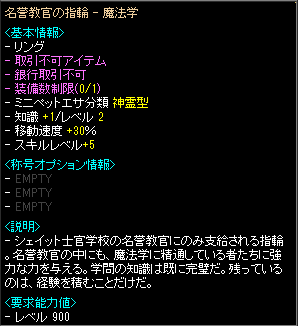 名誉教官の指輪 - 魔法学
<基本情報>
- リング
- 取引不可アイテム
- 銀行取引不可
- 装備数制限(0/1)
- ミニペットエサ分類 神霊型
- 知識 +1/レベル 2
- 移動速度 +30%
- スキルレベル+5
<称号オプション情報>
- EMPTY
- EMPTY
- EMPTY
<説明>
- シェイット士官学校の名誉教官にのみ支給される指輪
。名誉教官の中にも、魔法学に精通している者たちに強
力な力を与える。学問の知識は既に完璧だ。残っている
のは、経験を積むことだけだ。
<要求能力値>
- レベル 900